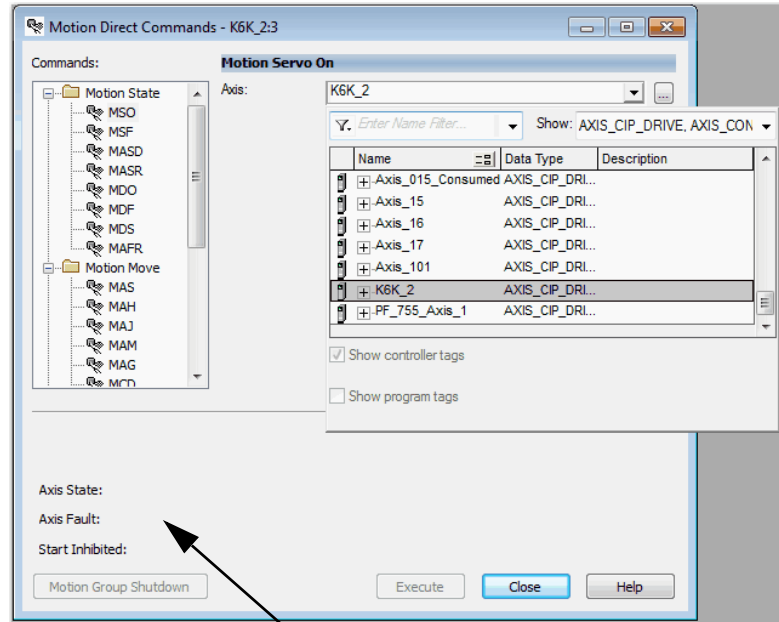 Motion Direct Commands - K6K_2:3
Commands:
Motion Servo On
Motion State
MSO
MSF
MASD
MASR
MDO
MDF
MDS
MAFR
Motion Move
MAS
MAH
MAJ
MAM
MAG
MCD
Axis:
K6K_2
...
Enter Name Filter...
Show: AXIS_CIP_DRIVE, AXIS_CON
Name Data Type Description
Axis_015_Consumed AXIS_CIP_DRI...
Axis_15 AXIS_CIP_DRI...
Axis_16 AXIS_CIP_DRI...
Axis_17 AXIS_CIP_DRI...
Axis_101 AXIS_CIP_DRI...
K6K_2 AXIS_CIP_DRI...
PF_755_Axis_1 AXIS_CIP_DRI...
Show controller tags
Show program tags
Axis State:
Axis Fault:
Start Inhibited:
Motion Group Shutdown Execute Close Help